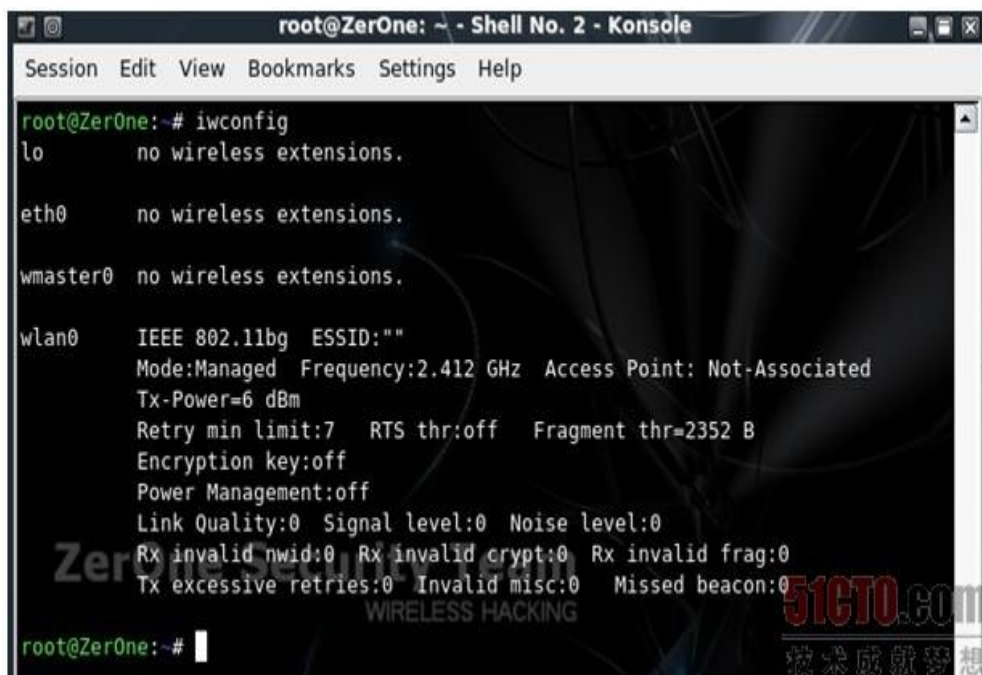 root@ZerOne: ~ - Shell No. 2 - Konsole
Session Edit View Bookmarks Settings Help
root@ZerOne:~# iwconfig
lo no wireless extensions.
eth0 no wireless extensions.
wmaster0 no wireless extensions.
wlan0 IEEE 802.11bg ESSID:""
Mode:Managed Frequency:2.412 GHz Access Point: Not-Associated
Tx-Power=6 dBm
Retry min limit:7 RTS thr:off Fragment thr=2352 B
Encryption key:off
Power Management:off
Link Quality:0 Signal level:0 Noise level:0
Rx invalid nwid:0 Rx invalid crypt:0 Rx invalid frag:0
Tx excessive retries:0 Invalid misc:0 Missed beacon:0
ZerOne Security Team
WIRELESS HACKING
root@ZerOne:~#
51CTO.com
技术成就梦想